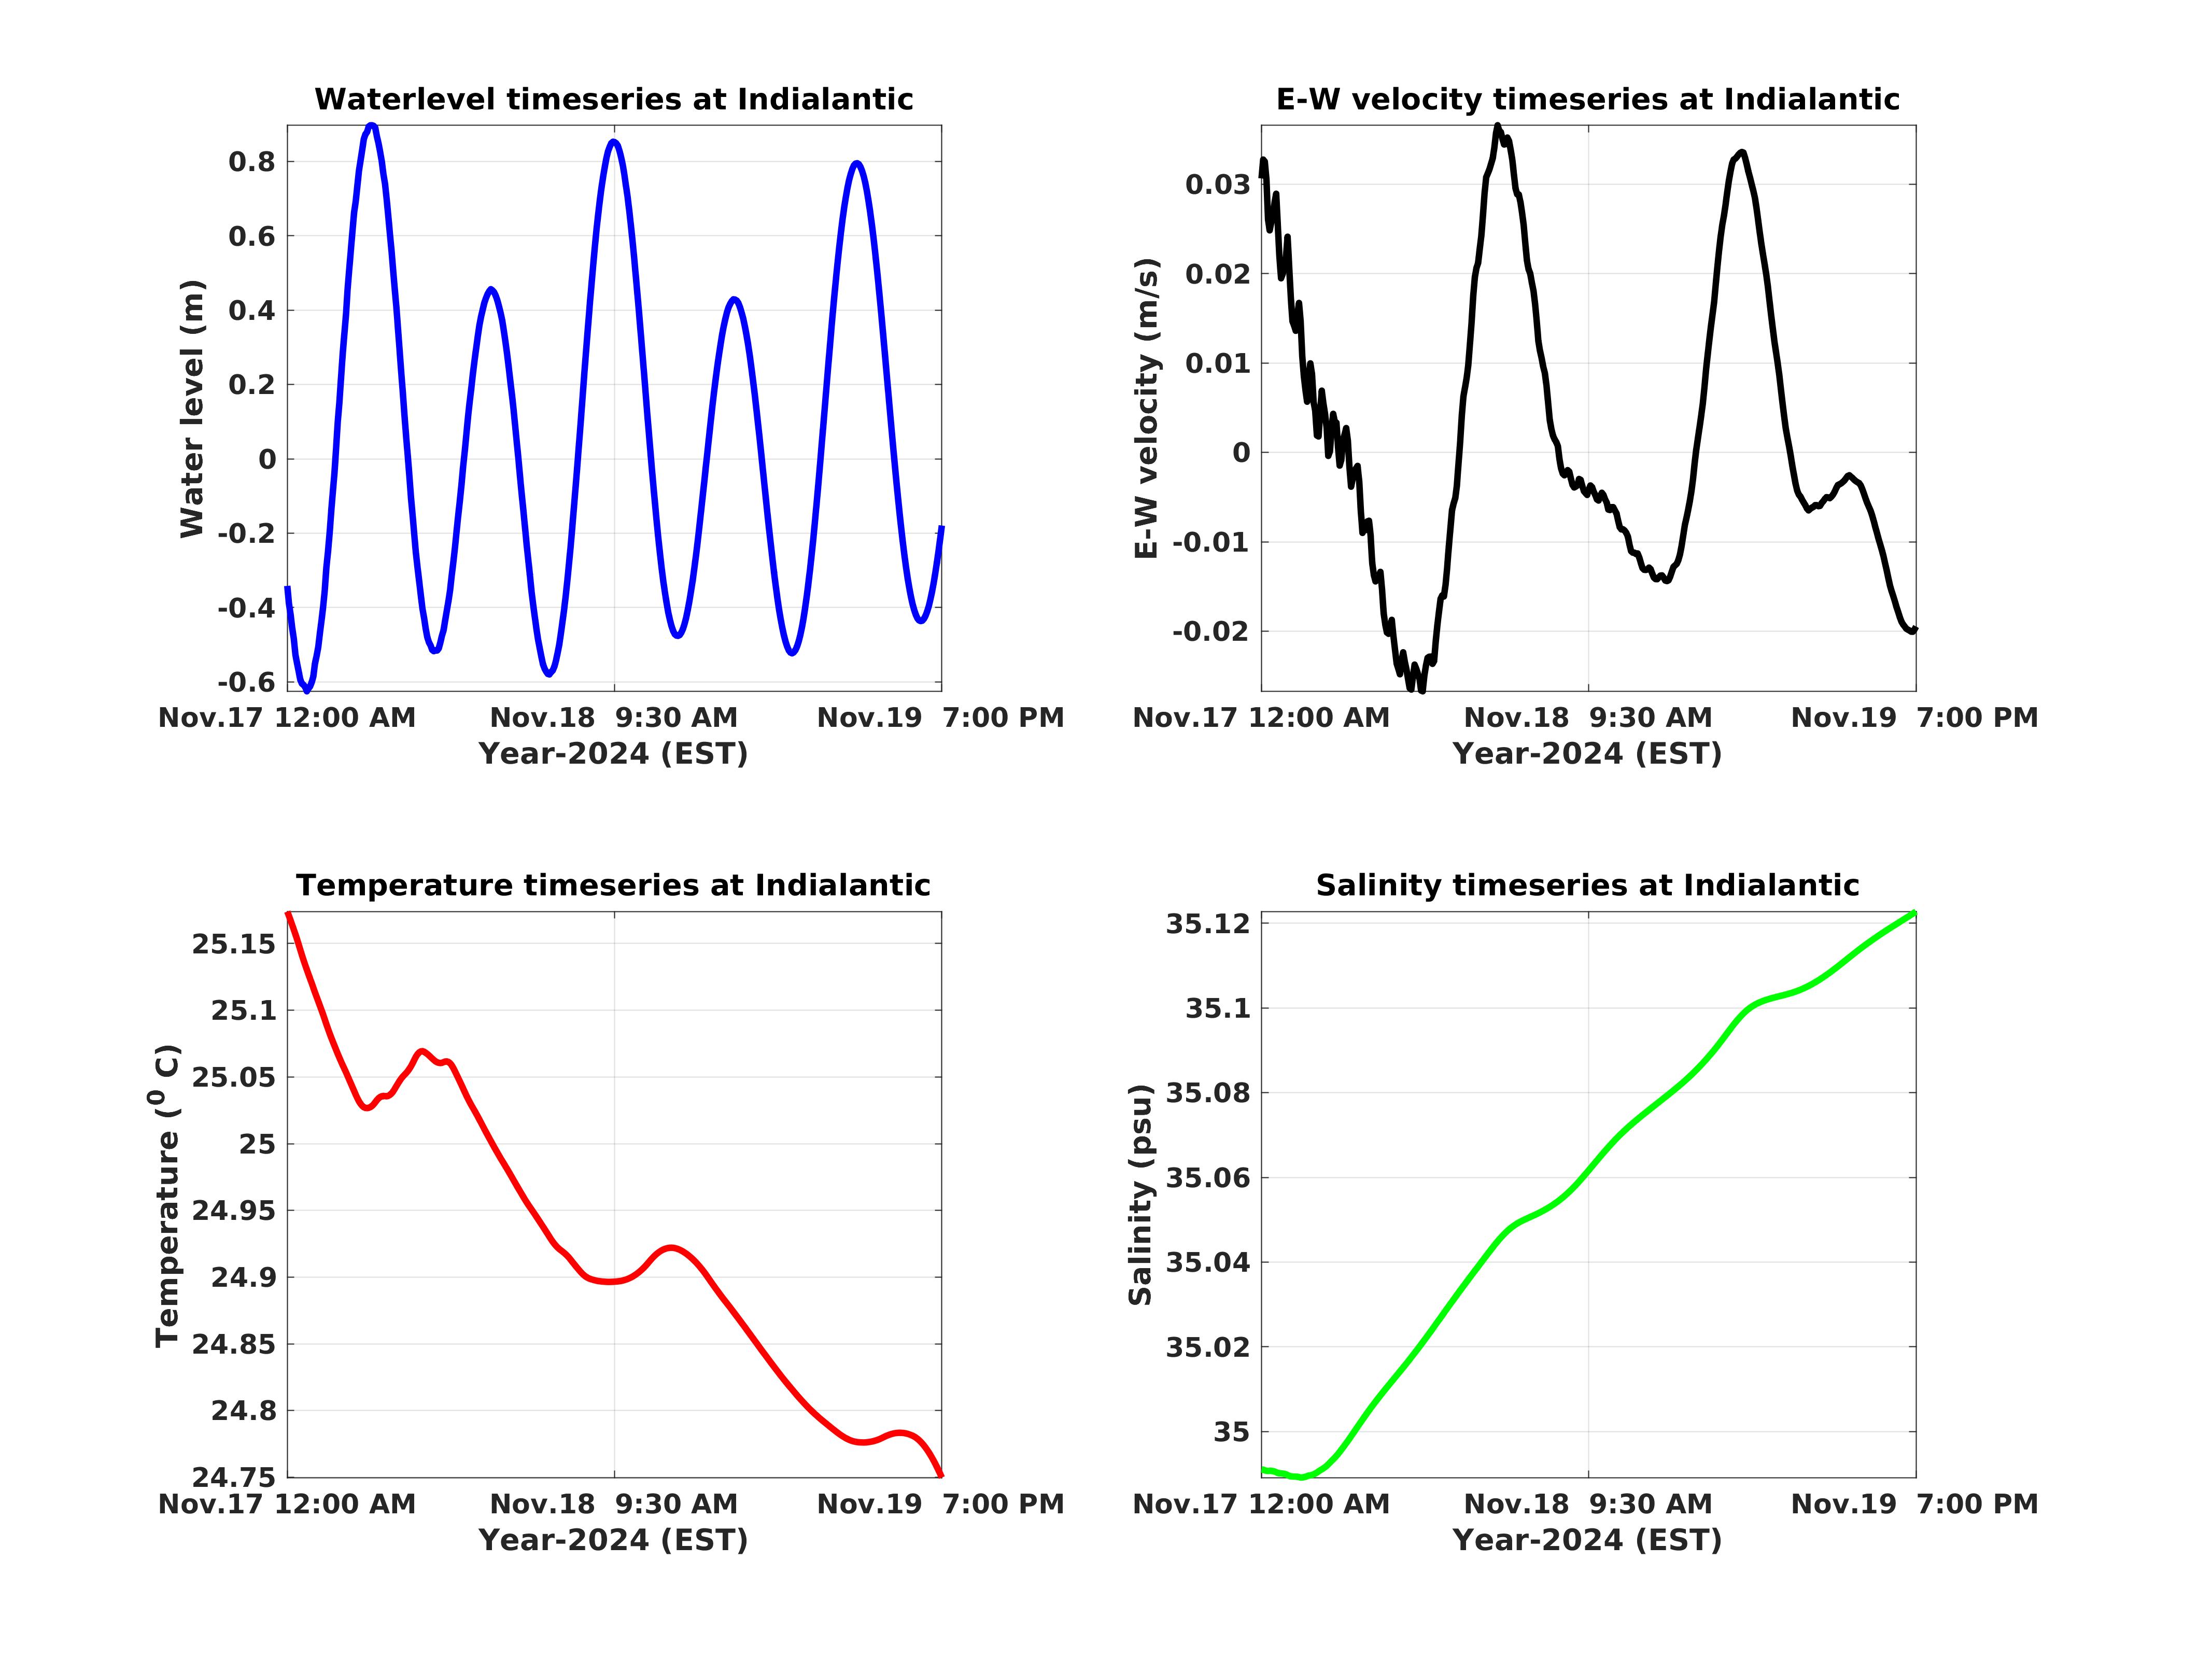 Waterlevel timeseries at Indialantic
0.8
0.6
0.4
0.2
0
-0.2
-0.4
-0.6
Water level (m)
Nov.17 12:00 AM Nov.18 9:30 AM Nov.19 7:00 PM
Year-2024 (EST)
E-W velocity timeseries at Indialantic
0.03
0.02
0.01
0
-0.01
-0.02
E-W velocity (m/s)
Nov.17 12:00 AM Nov.18 9:30 AM Nov.19 7:00 PM
Year-2024 (EST)
Temperature timeseries at Indialantic
25.15
25.1
25.05
25
24.95
24.9
24.85
24.8
24.75
Temperature (⁰ C)
Nov.17 12:00 AM Nov.18 9:30 AM Nov.19 7:00 PM
Year-2024 (EST)
Salinity timeseries at Indialantic
35.12
35.1
35.08
35.06
35.04
35.02
35
Salinity (psu)
Nov.17 12:00 AM Nov.18 9:30 AM Nov.19 7:00 PM
Year-2024 (EST)